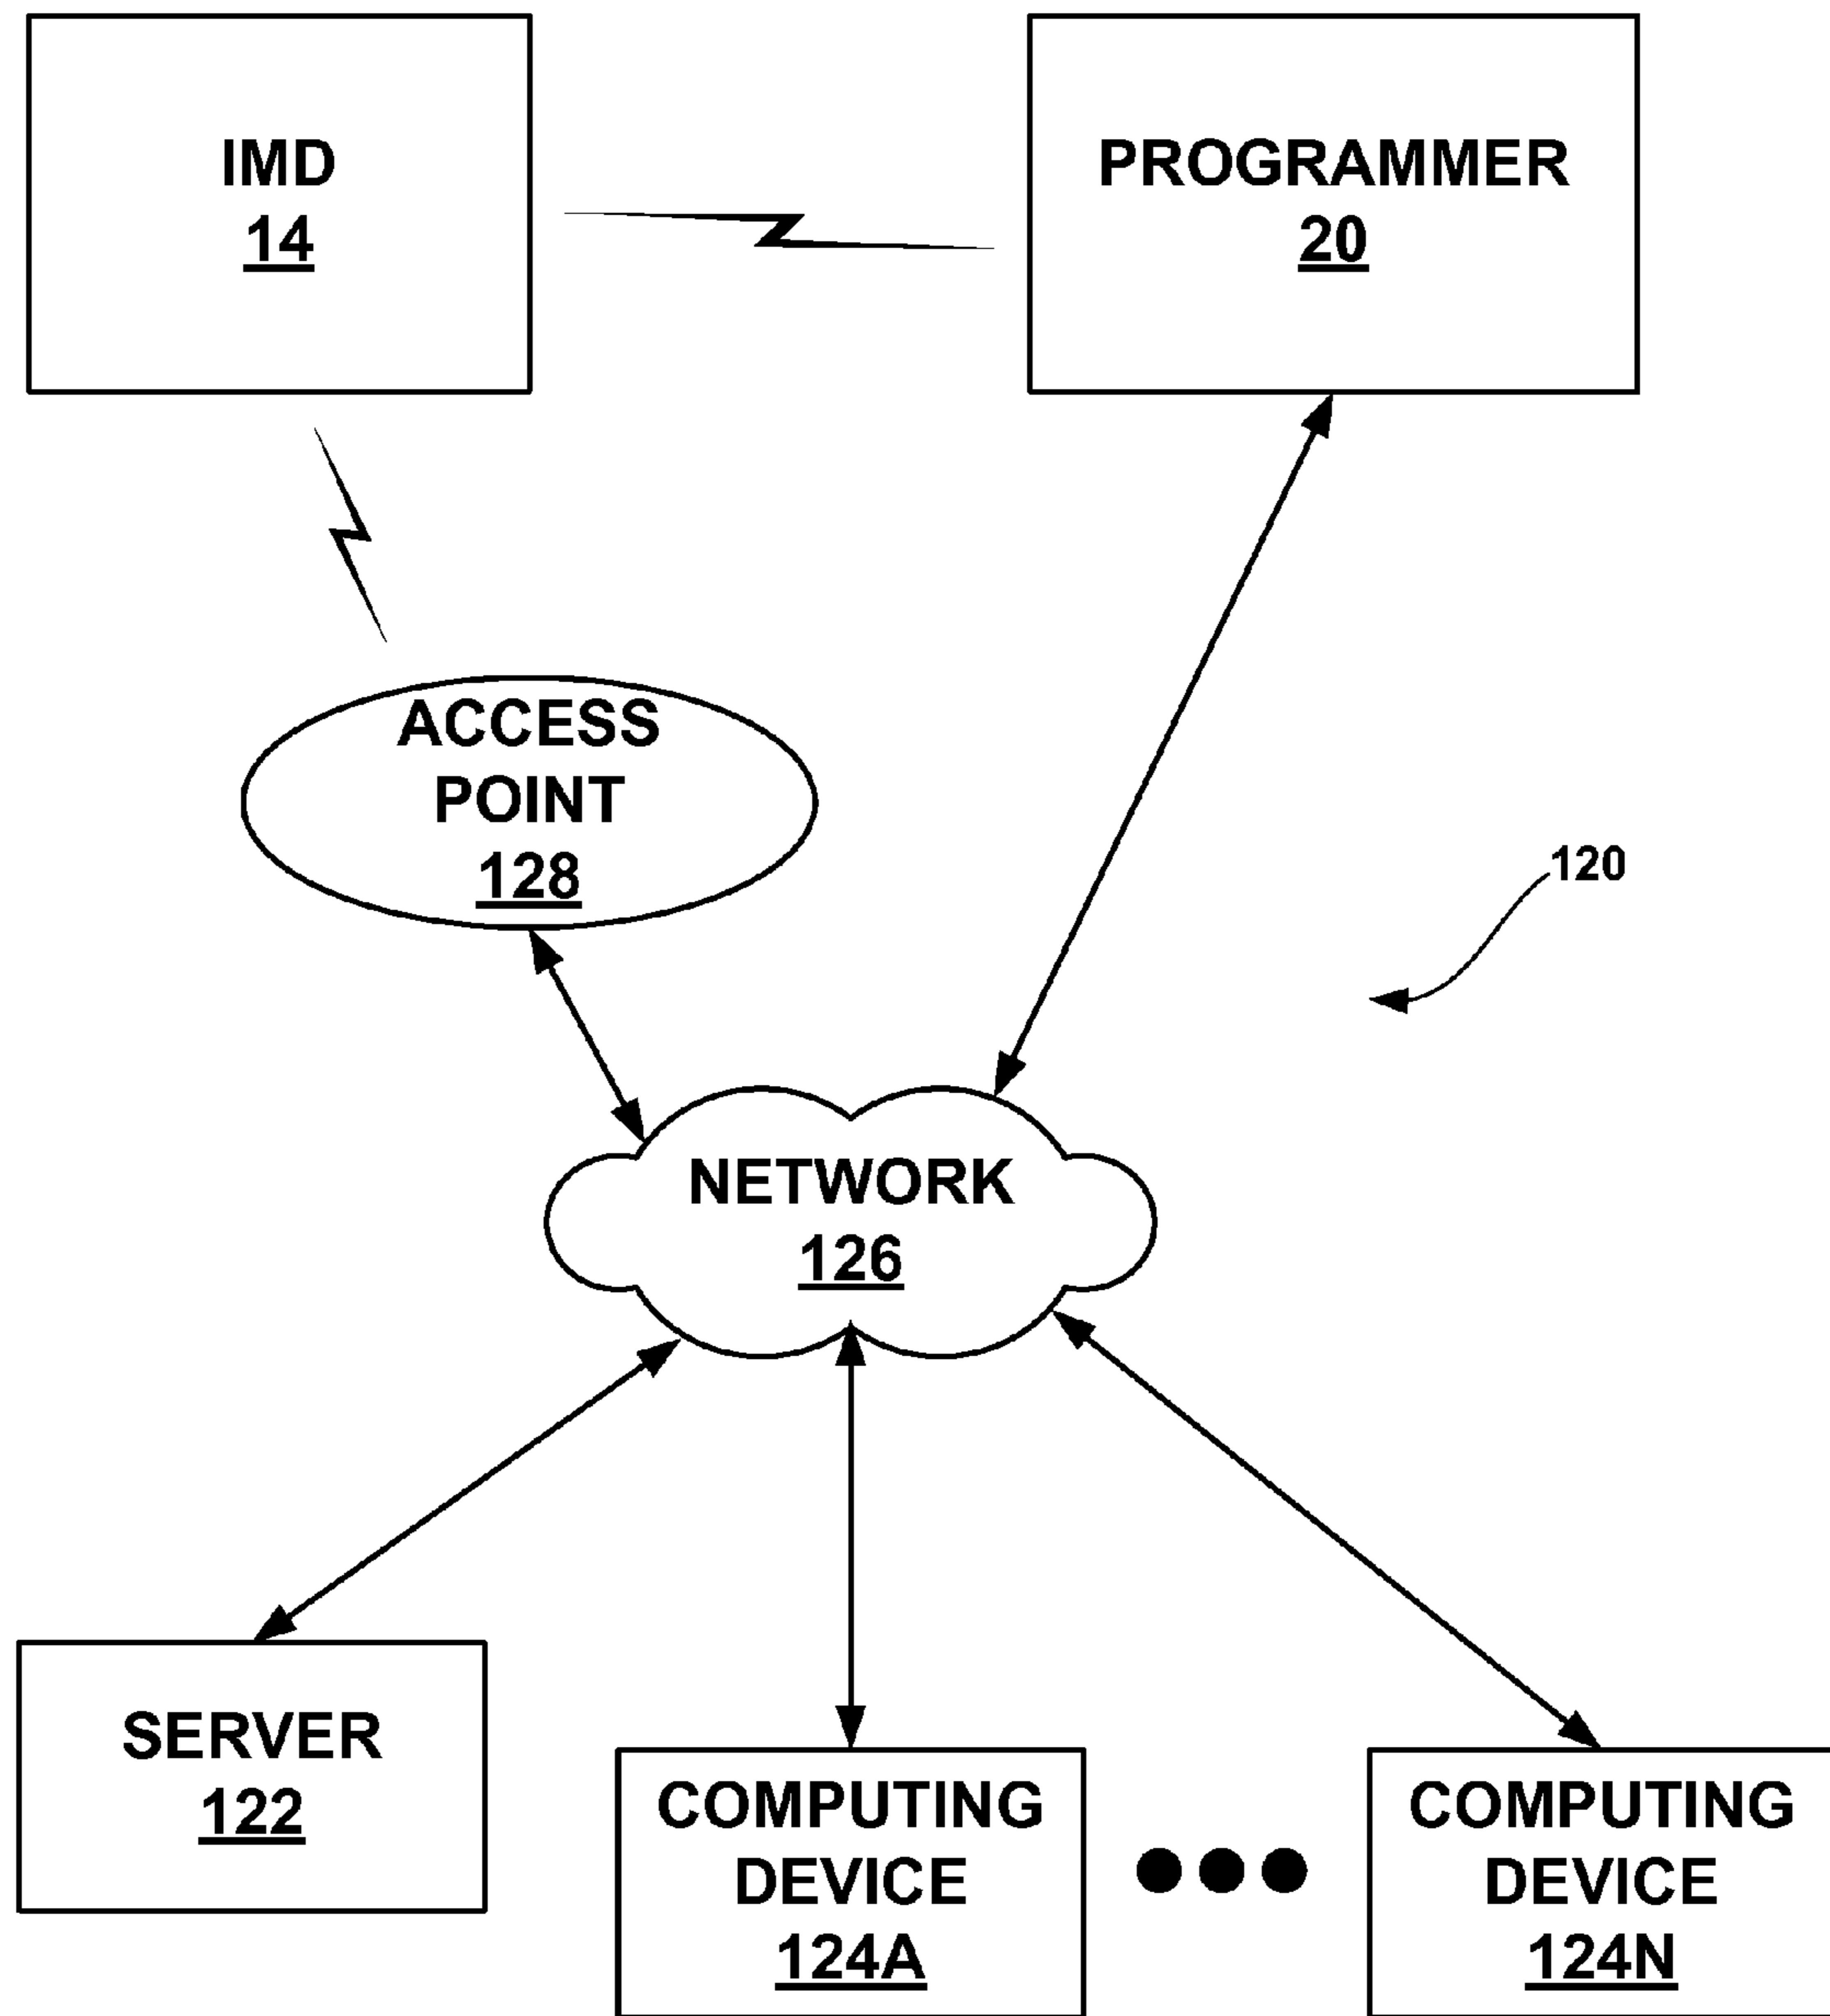 IMD
14
PROGRAMMER
20
ACCESS
POINT
128
120
NETWORK
126
SERVER
122
COMPUTING
DEVICE
124A
COMPUTING
DEVICE
124N